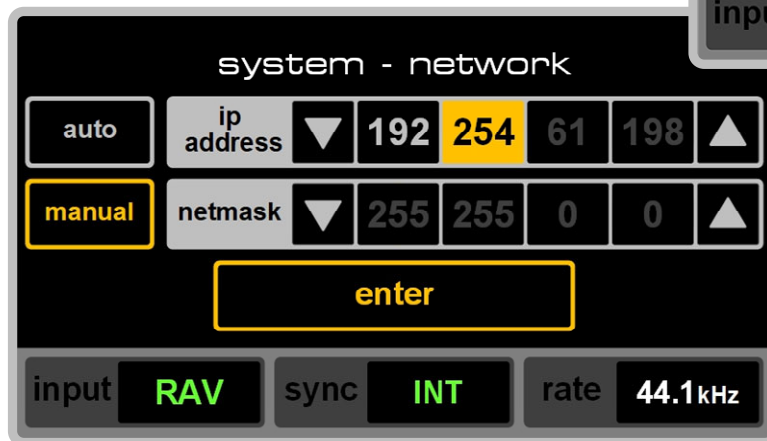 system - network
auto
ip address 192 254 61 198
manual
netmask 255 255 0 0
enter
input RAV sync INT rate 44.1kHz